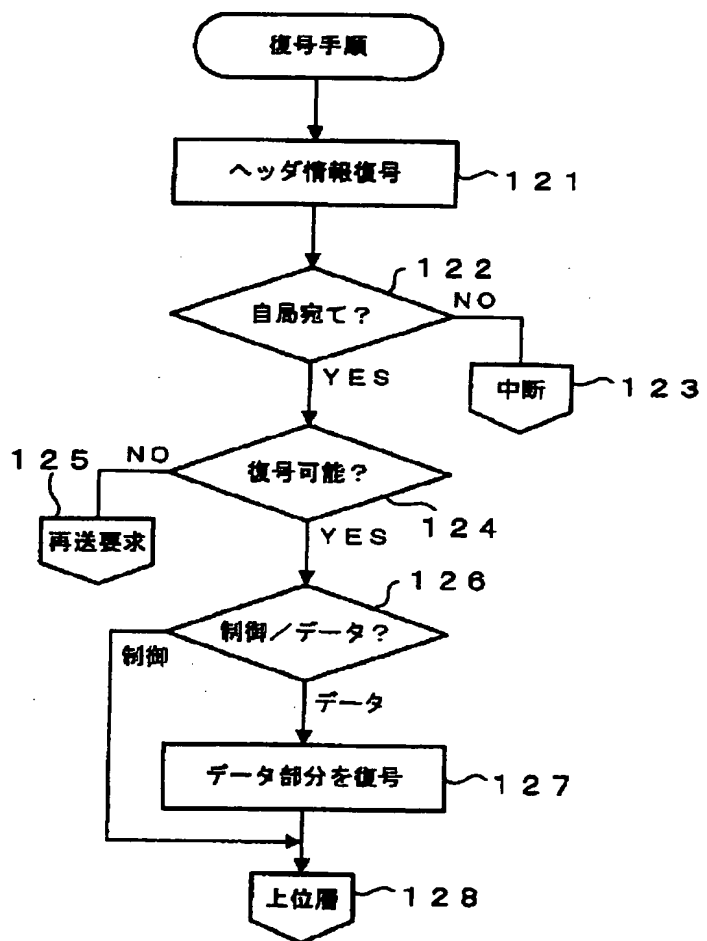 復号手順
ヘッダ情報復号
121
122
自局宛て?
NO
YES
中断
123
125
NO
復号可能?
124
再送要求
YES
126
制御/データ?
制御
データ
データ部分を復号
127
上位層
128